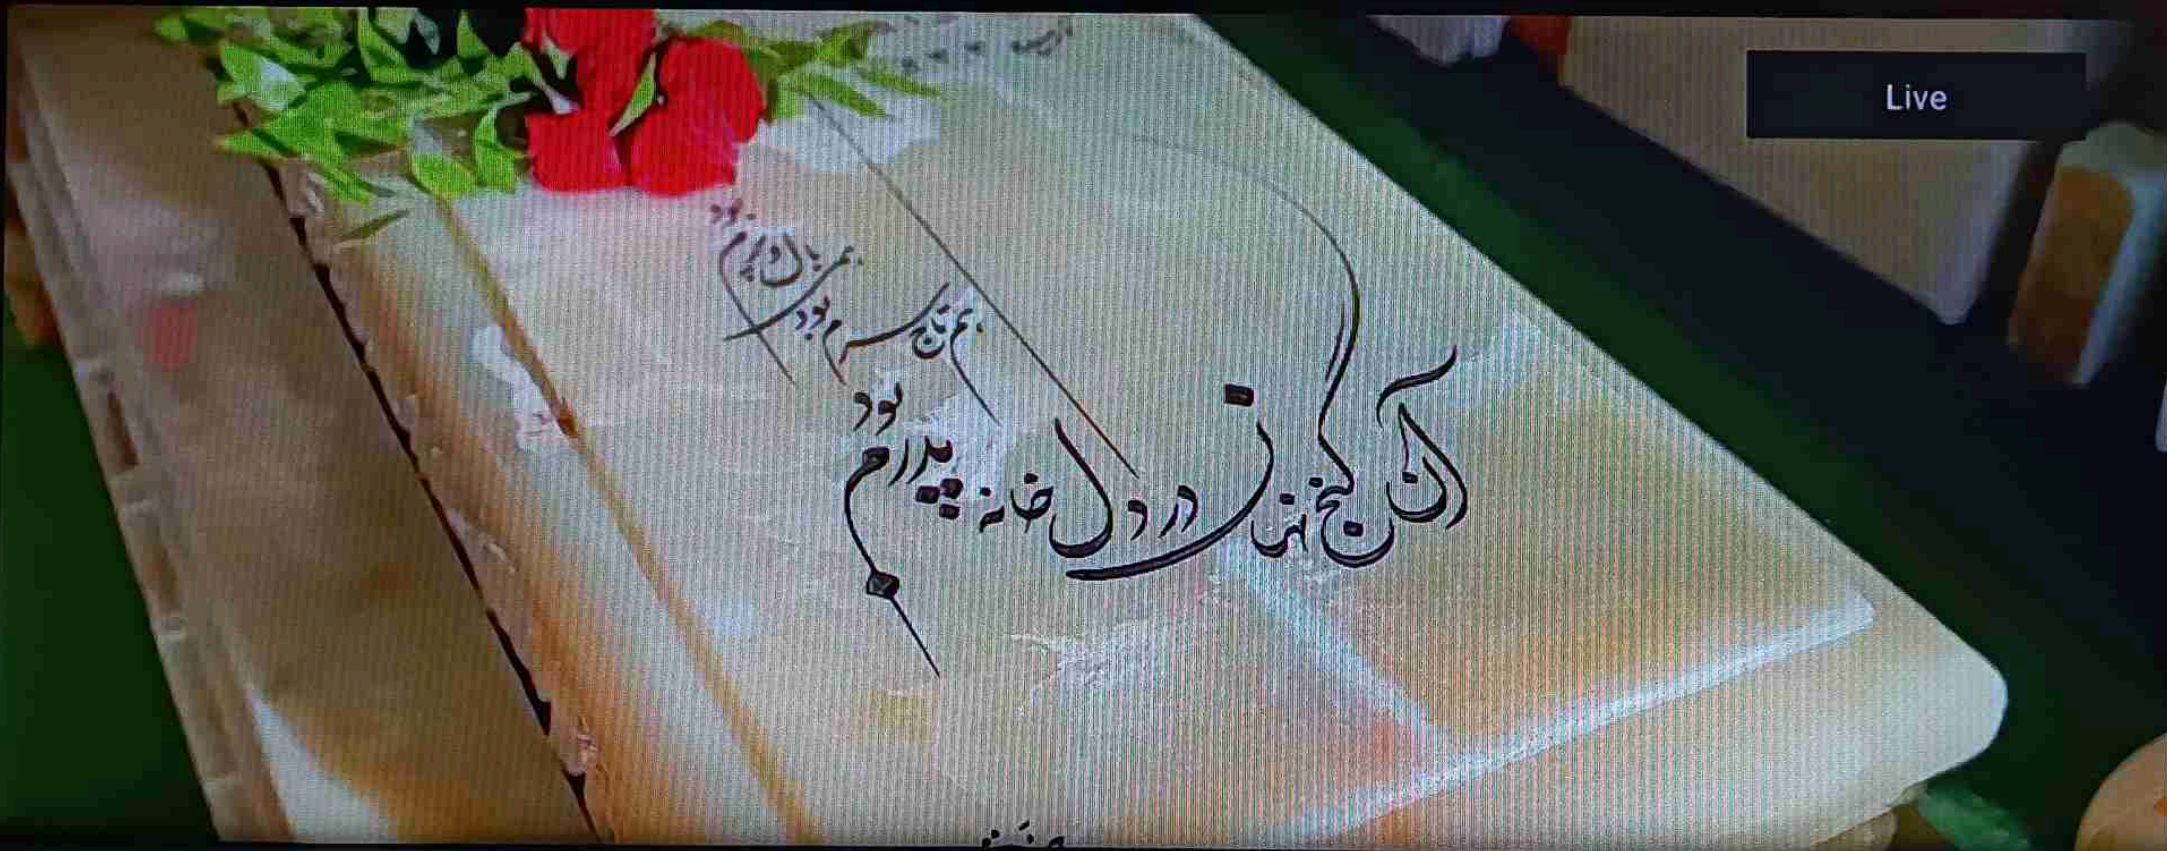 Live
آن گنج نهان در دل خانه پدرم بود
هم تاج سرم بود
هم بال و پرم بود